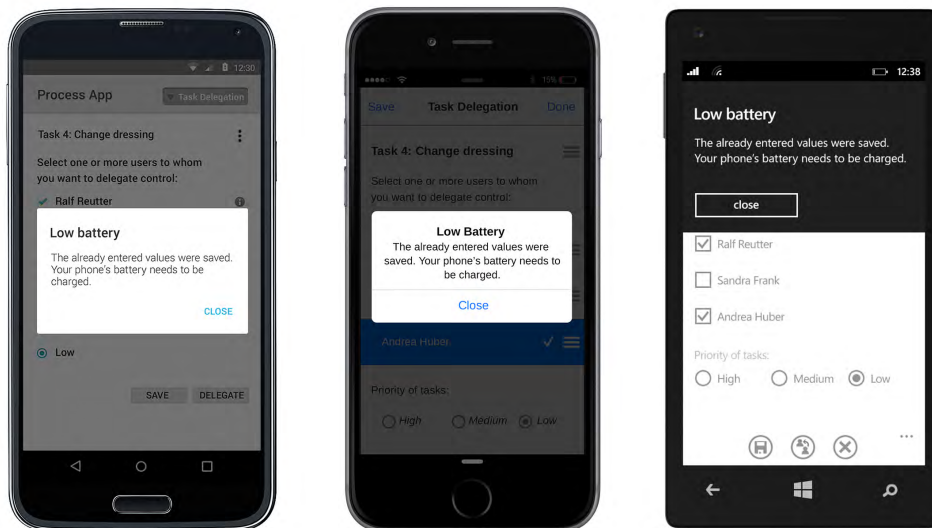 12:30
Process App
Task Delegation
Task 4: Change dressing
Select one or more users to whom
you want to delegate control:
Ralf Reutter
Low battery
The already entered values were saved.
Your phone's battery needs to be
charged.
CLOSE
Low
SAVE DELEGATE
15%
Save Task Delegation Done
Task 4: Change dressing
Select one or more users to whom
you want to delegate control:
Low Battery
The already entered values were
saved. Your phone's battery needs to
be charged.
Close
Andrea Huber
Priority of tasks:
High Medium Low
12:38
Low battery
The already entered values were saved.
Your phone's battery needs to be charged.
close
Ralf Reutter
Sandra Frank
Andrea Huber
Priority of tasks:
High Medium Low